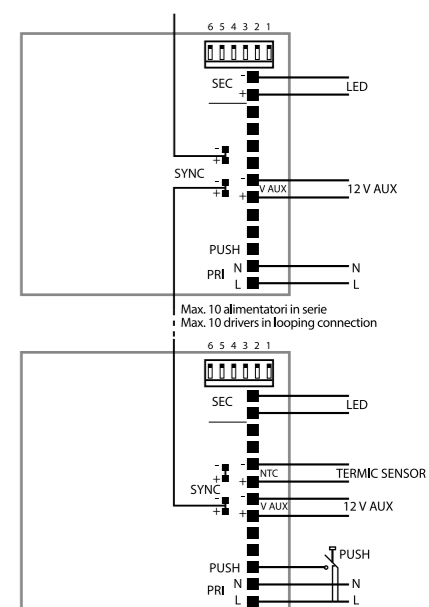 6 5 4 3 2 1
SEC
-
+
LED
-
+
SYNC
-
+
-
+
V AUX
12 V AUX
PUSH
PRI
N
L
N
L
Max. 10 alimentatori in serie
Max. 10 drivers in looping connection
6 5 4 3 2 1
SEC
LED
-
+
SYNC
-
+
-
+
NTC
TERMIC SENSOR
-
+
V AUX
12 V AUX
PUSH
PUSH
PRI
N
L
N
L